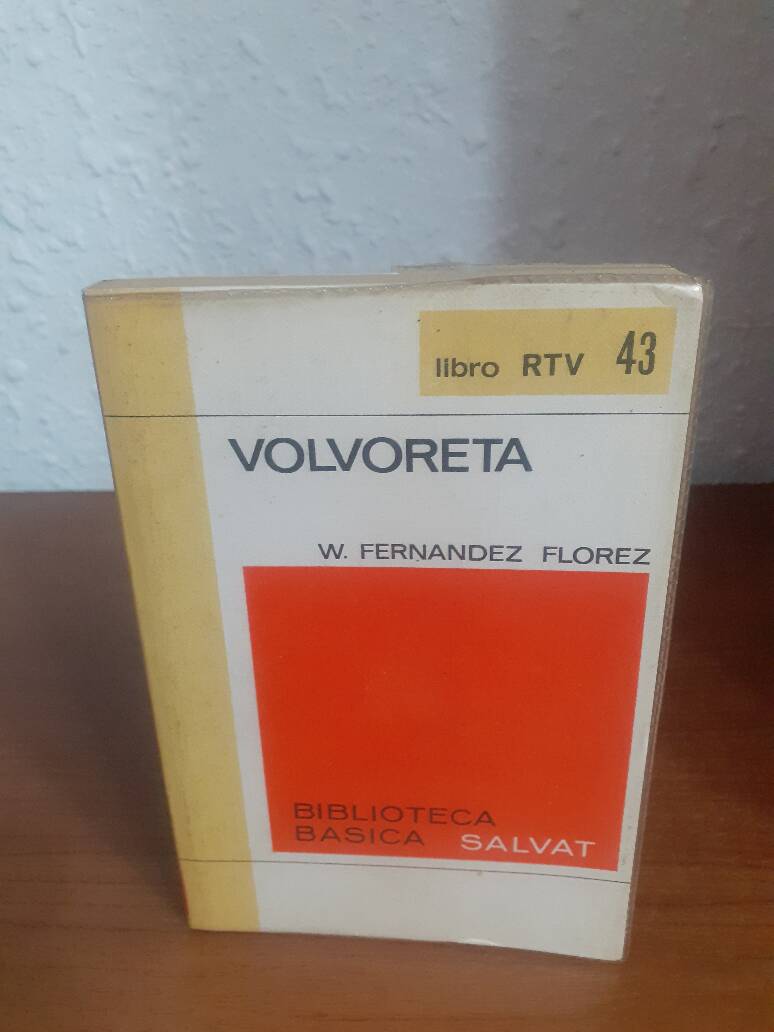 libro RTV 43
VOLVORETA
W. FERNANDEZ FLOREZ
BIBLIOTECA
BASICA SALVAT